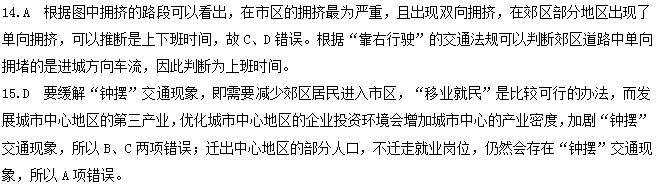 14.A 根据图中拥挤的路段可以看出，在市区的拥挤最为严重，且出现双向拥挤，在郊区部分地区出现了
单向拥挤，可以推断是上下班时间，故 C、D 错误。根据“靠右行驶”的交通法规可以判断郊区道路中单向
拥堵的是进城方向车流，因此判断为上班时间。
15.D 要缓解“钟摆”交通现象，即需要减少郊区居民进入市区，“移业就民”是比较可行的办法，而发
展城市中心地区的第三产业，优化城市中心地区的企业投资环境会增加城市中心的产业密度，加剧“钟摆”
交通现象，所以 B、C 两项错误；迁出中心地区的部分人口，不迁走就业岗位，仍然会存在“钟摆”交通现
象，所以 A 项错误。